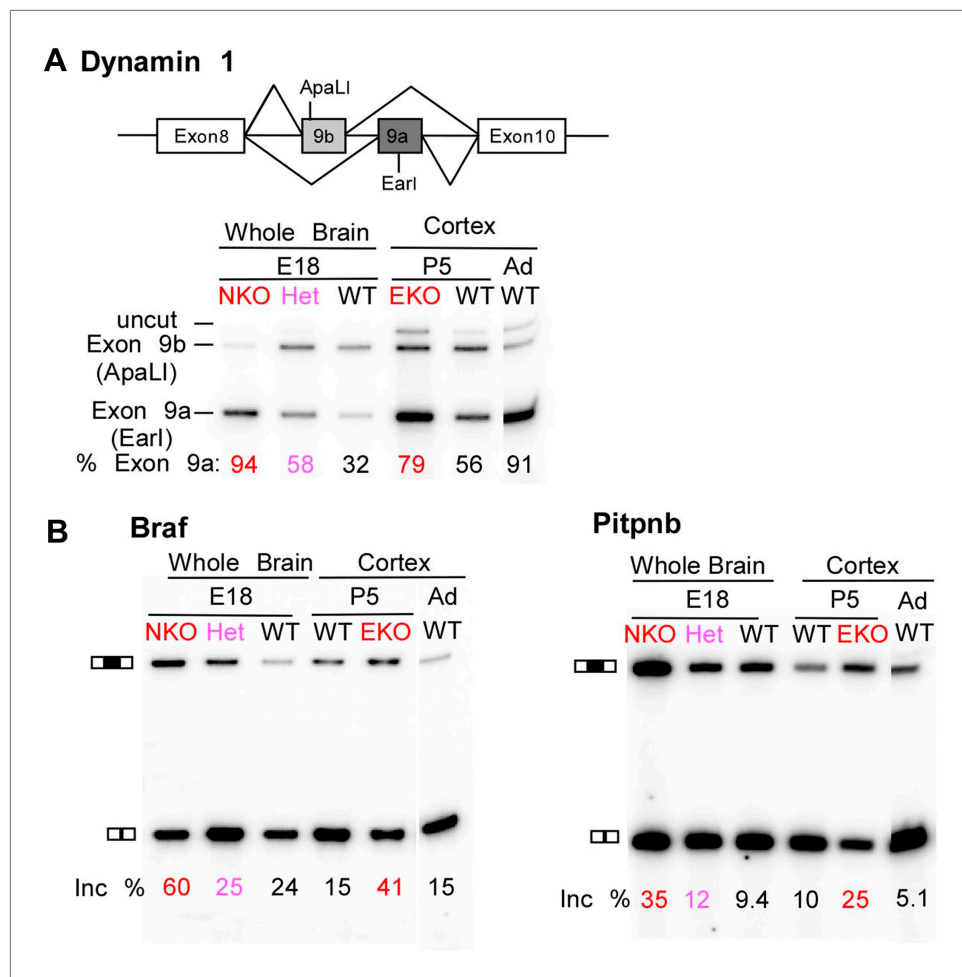 A Dynamin 1
ApaLI
Exon8 9b 9a Exon10
EarI
Whole Brain Cortex
E18 P5 Ad
NKO Het WT EKO WT WT
uncut
Exon 9b
(ApaLI)
Exon 9a
(EarI)
% Exon 9a: 94 58 32 79 56 91
B Braf
Whole Brain Cortex
E18 P5 Ad
NKO Het WT WT EKO WT
Inc % 60 25 24 15 41 15
Pitpnb
Whole Brain Cortex
E18 P5 Ad
NKO Het WT WT EKO WT
Inc % 35 12 9.4 10 25 5.1